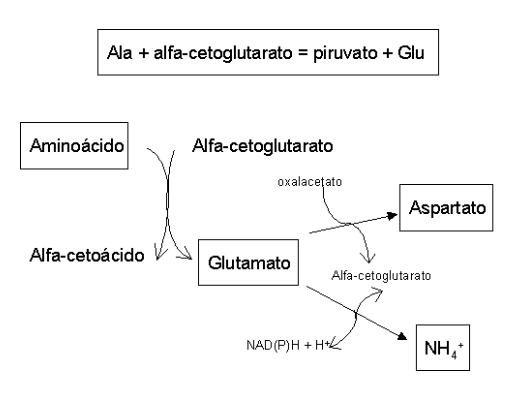 Ala + alfa-cetoglutarato = piruvato + Glu
Aminoácido
Alfa-cetoglutarato
oxalacetato
Aspartato
Alfa-cetoácido
Glutamato
Alfa-cetoglutarato
NAD(P)H + H⁺
NH₄⁺